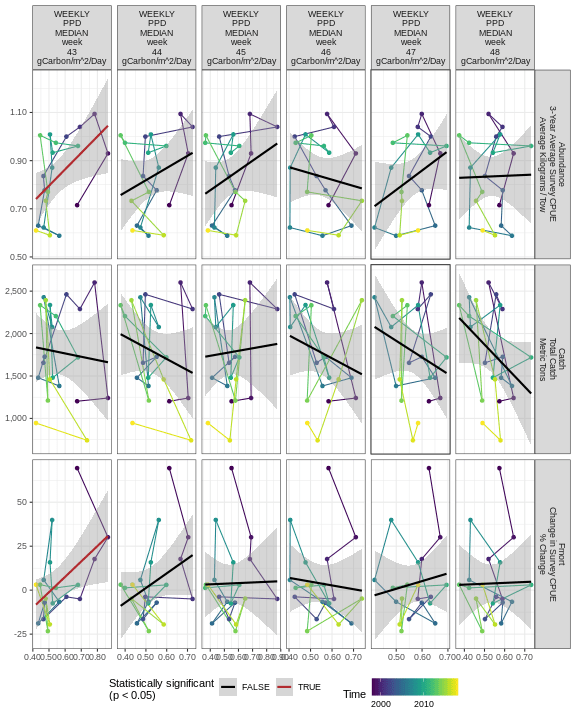 WEEKLY
PPD
MEDIAN
week
43
gCarbon/m^2/Day
WEEKLY
PPD
MEDIAN
week
44
gCarbon/m^2/Day
WEEKLY
PPD
MEDIAN
week
45
gCarbon/m^2/Day
WEEKLY
PPD
MEDIAN
week
46
gCarbon/m^2/Day
WEEKLY
PPD
MEDIAN
week
47
gCarbon/m^2/Day
WEEKLY
PPD
MEDIAN
week
48
gCarbon/m^2/Day
1.10
0.90
0.70
0.50
Abundance
3-Year Average Survey CPUE
Average Kilograms / Tow
2,500
2,000
1,500
1,000
Catch
Total Catch
Metric Tons
50
25
0
-25
Fmort
Change in Survey CPUE
% Change
0.40 0.50 0.60 0.70 0.80
0.40 0.50 0.60 0.70
0.40 0.50 0.60 0.70 0.80
0.40 0.50 0.60 0.70
0.50 0.60 0.70
0.40 0.50 0.60 0.70
Statistically significant
(p < 0.05)
FALSE
TRUE
Time
2000
2010